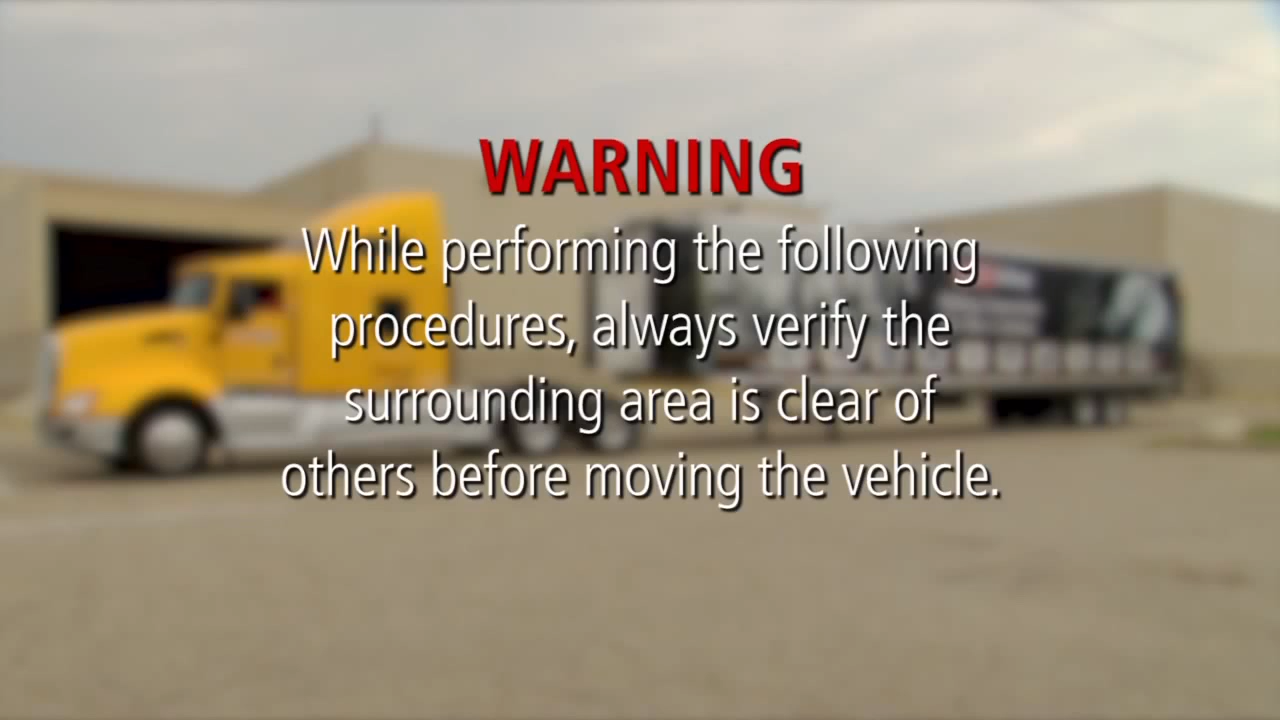 WARNING
While performing the following
procedures, always verify the
surrounding area is clear of
others before moving the vehicle.